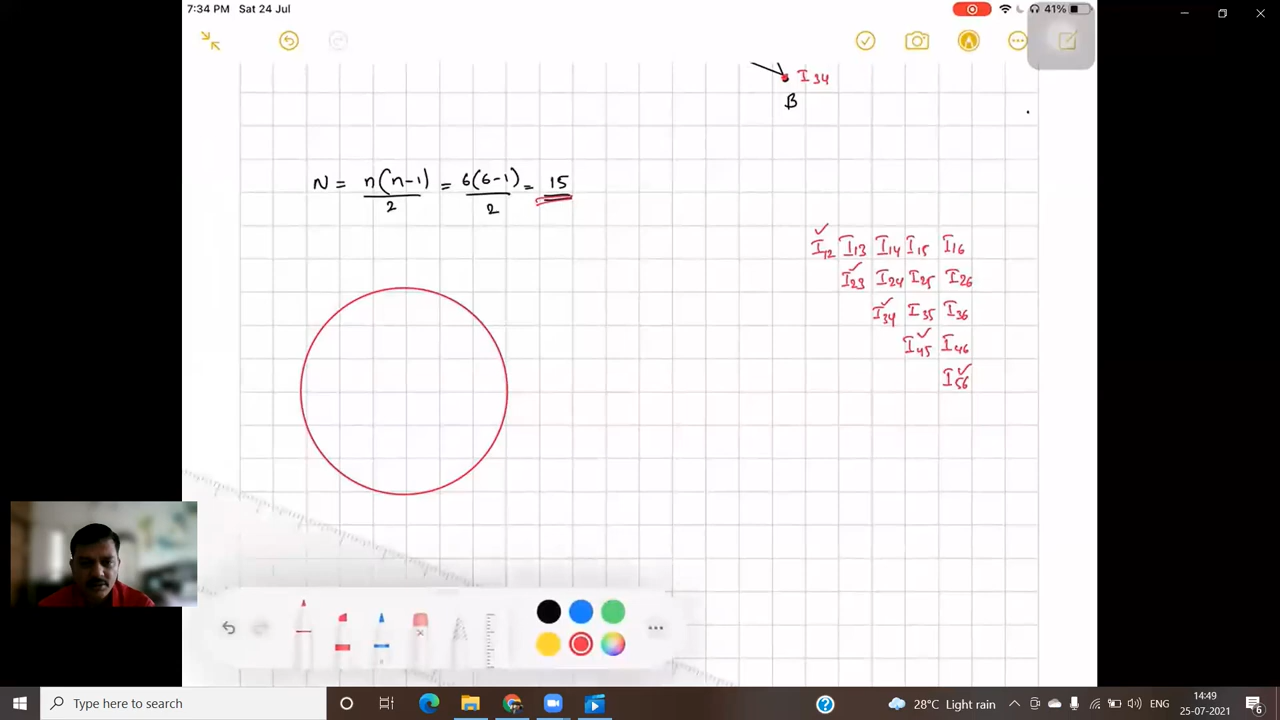 7:34 PM Sat 24 Jul 41%
I34
B
N = n(n-1)/2 = 6(6-1)/2 = 15
I12 I13 I14 I15 I16
I23 I24 I25 I26
I34 I35 I36
I45 I46
I56
Type here to search
28°C Light rain
ENG
14:49
25-07-2021